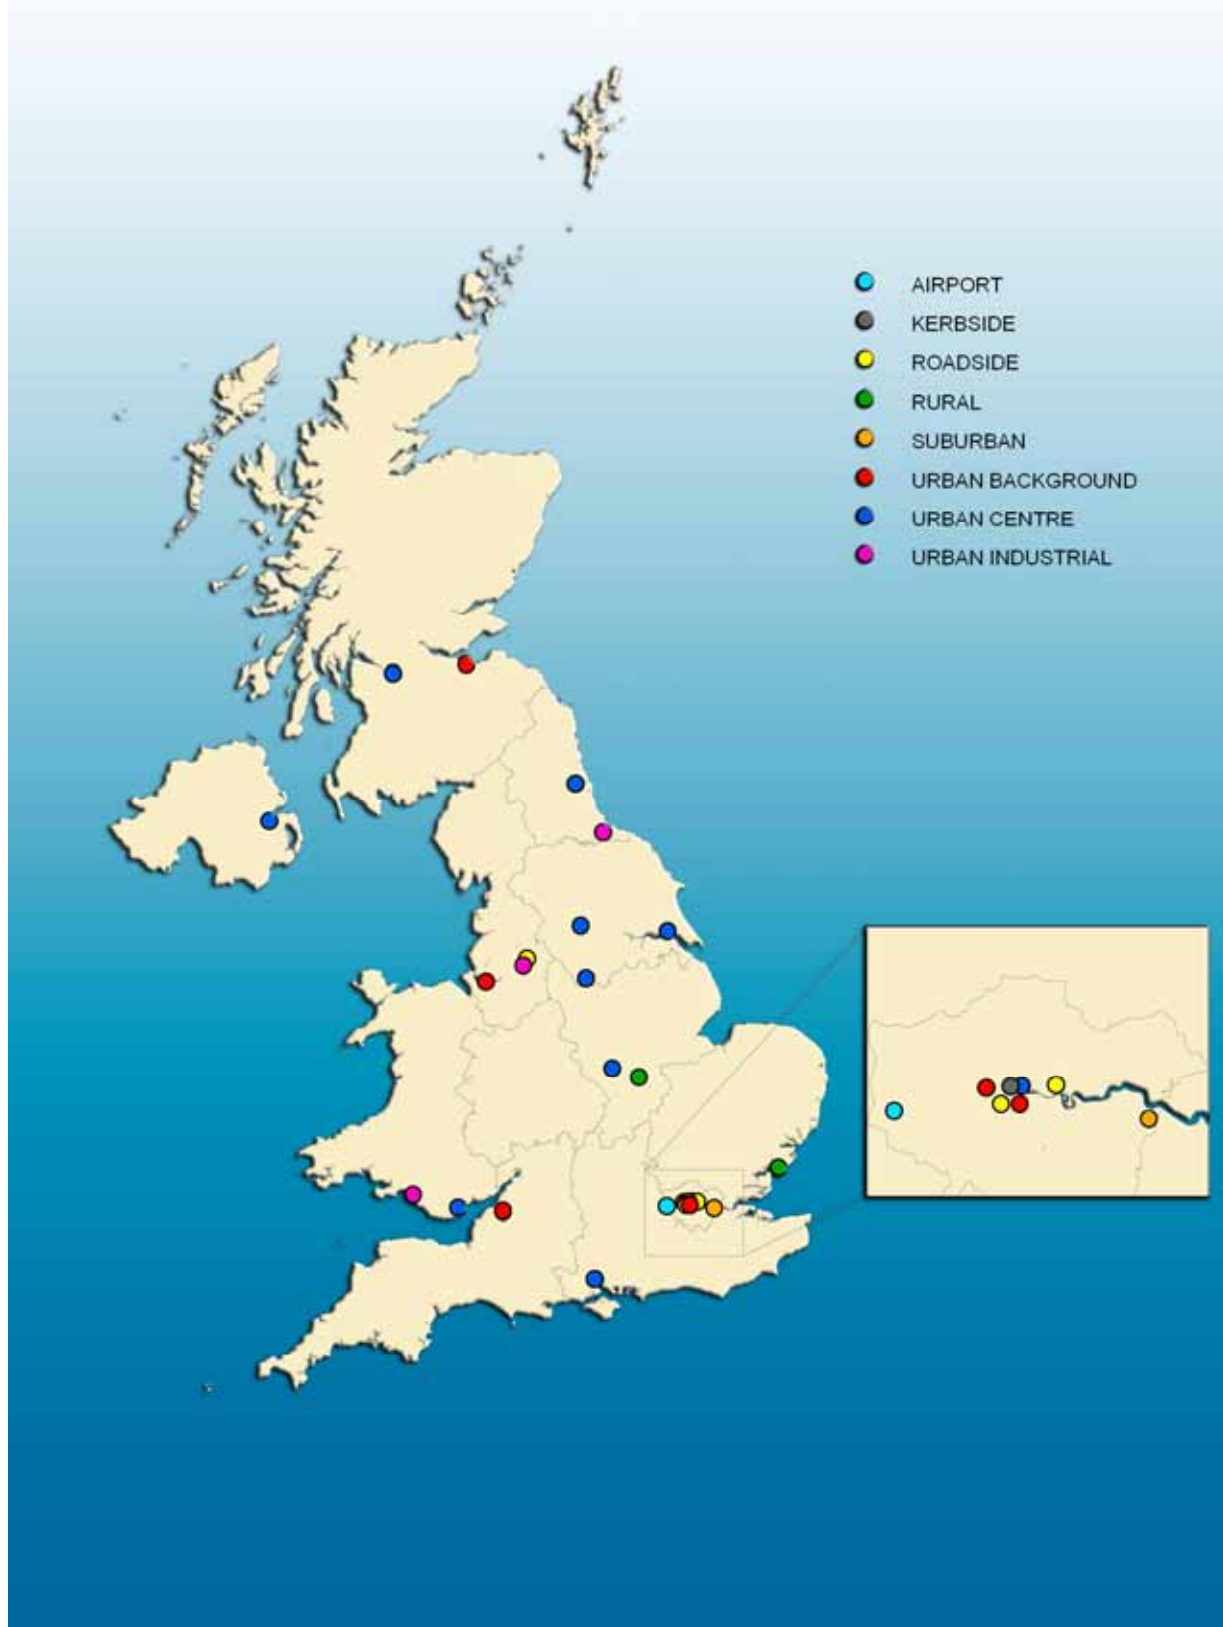 AIRPORT
KERBSIDE
ROADSIDE
RURAL
SUBURBAN
URBAN BACKGROUND
URBAN CENTRE
URBAN INDUSTRIAL